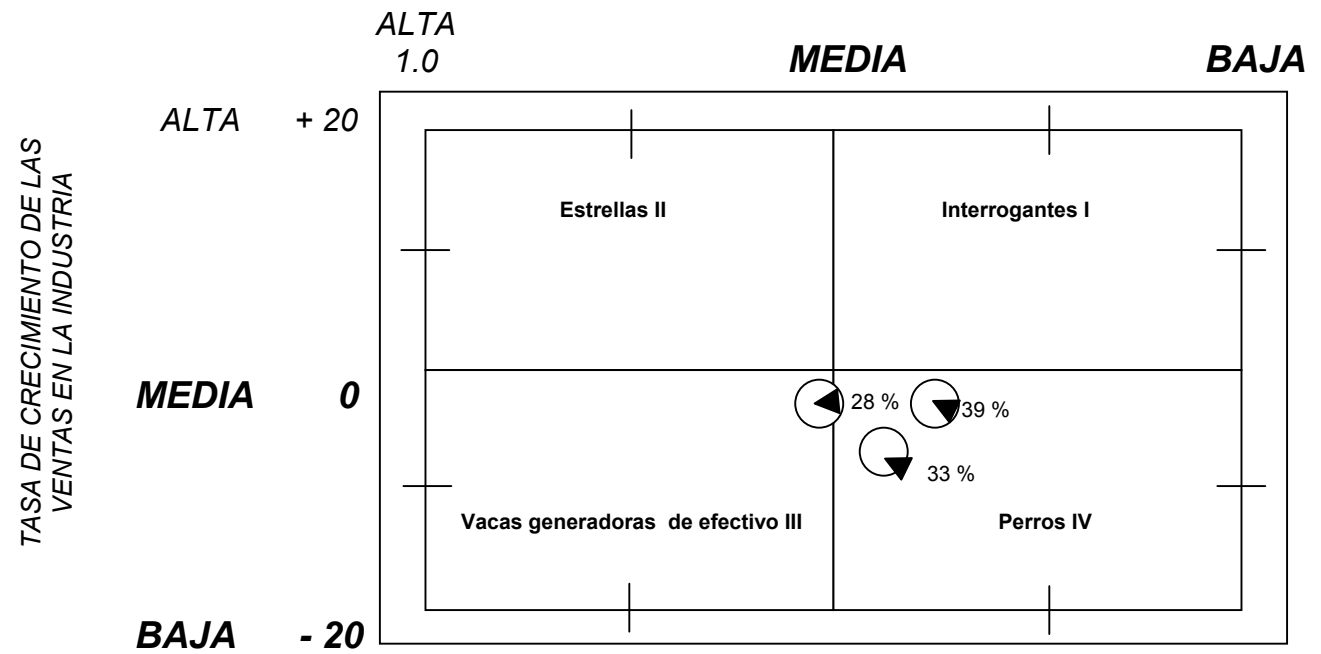 ALTA
1.0
MEDIA
BAJA
ALTA + 20
TASA DE CRECIMIENTO DE LAS
VENTAS EN LA INDUSTRIA
Estrellas II
Interrogantes I
MEDIA 0
28 %
39 %
33 %
Vacas generadoras de efectivo III
Perros IV
BAJA - 20